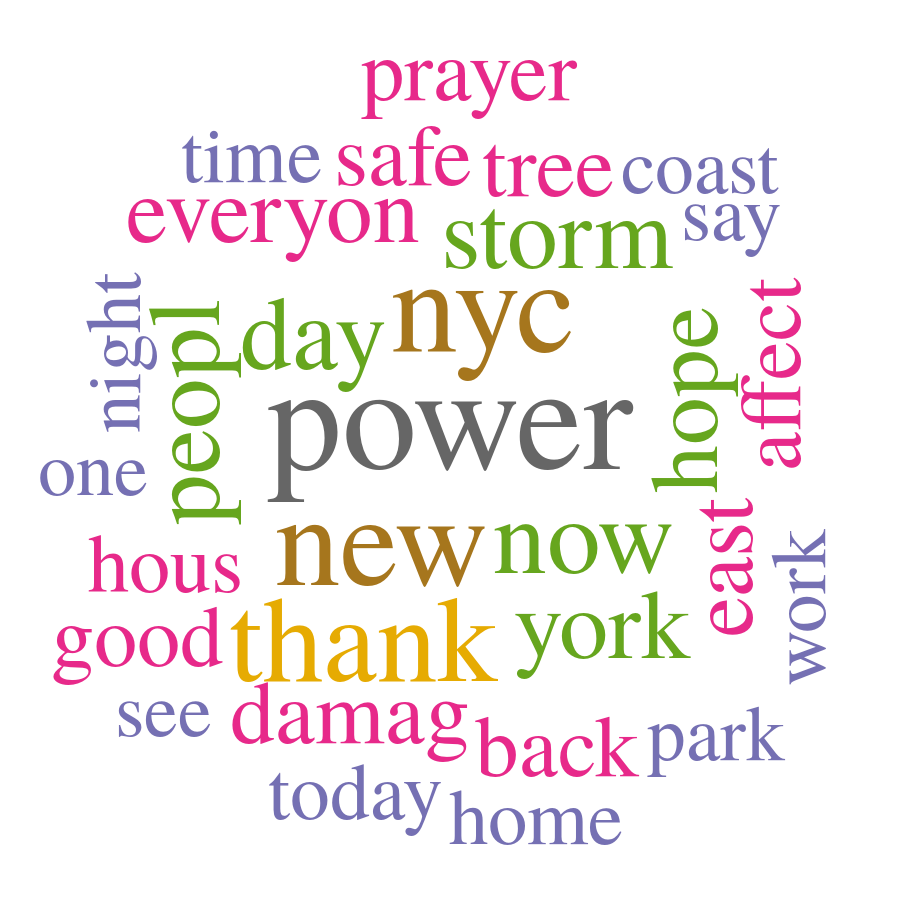 prayer
time safe tree coast
everyon storm say
night peopl day nyc hope affect
power
one
new now east work
hous
good thank york
see damag back park
today home